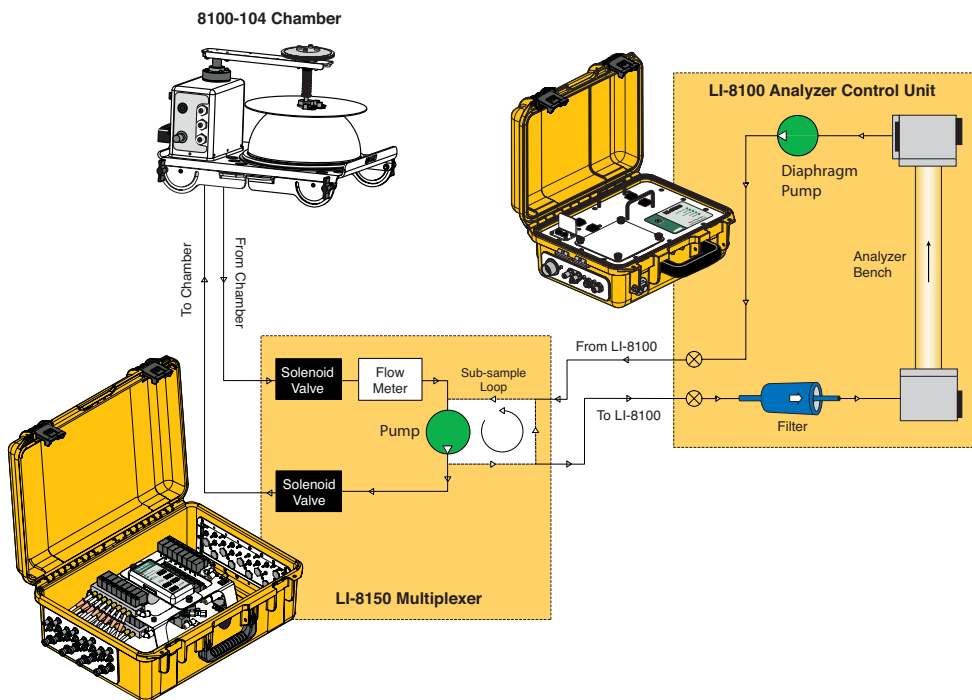 8100-104 Chamber
LI-8100 Analyzer Control Unit
Diaphragm
Pump
Analyzer
Bench
To Chamber
From Chamber
From LI-8100
Solenoid
Valve
Flow
Meter
Sub-sample
Loop
To LI-8100
Filter
Pump
Solenoid
Valve
LI-8150 Multiplexer